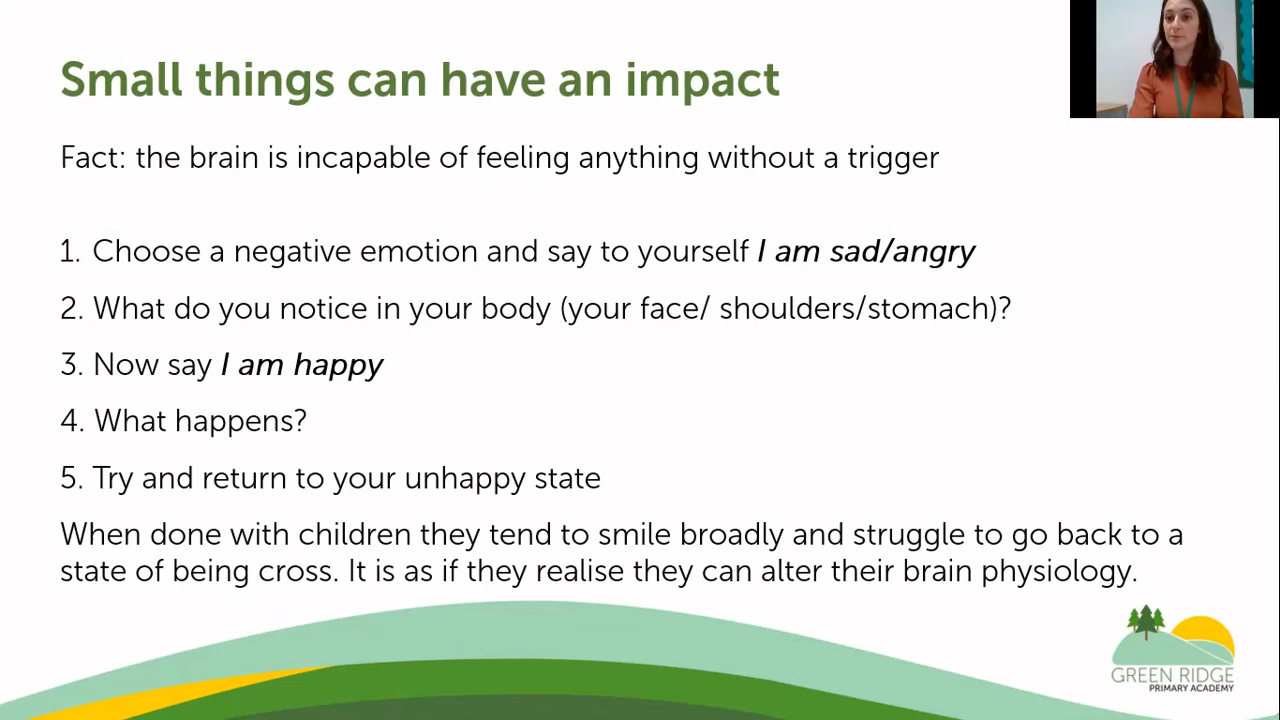 Small things can have an impact
Fact: the brain is incapable of feeling anything without a trigger
1. Choose a negative emotion and say to yourself I am sad/angry
2. What do you notice in your body (your face/ shoulders/stomach)?
3. Now say I am happy
4. What happens?
5. Try and return to your unhappy state
When done with children they tend to smile broadly and struggle to go back to a
state of being cross. It is as if they realise they can alter their brain physiology.
GREEN RIDGE
PRIMARY ACADEMY